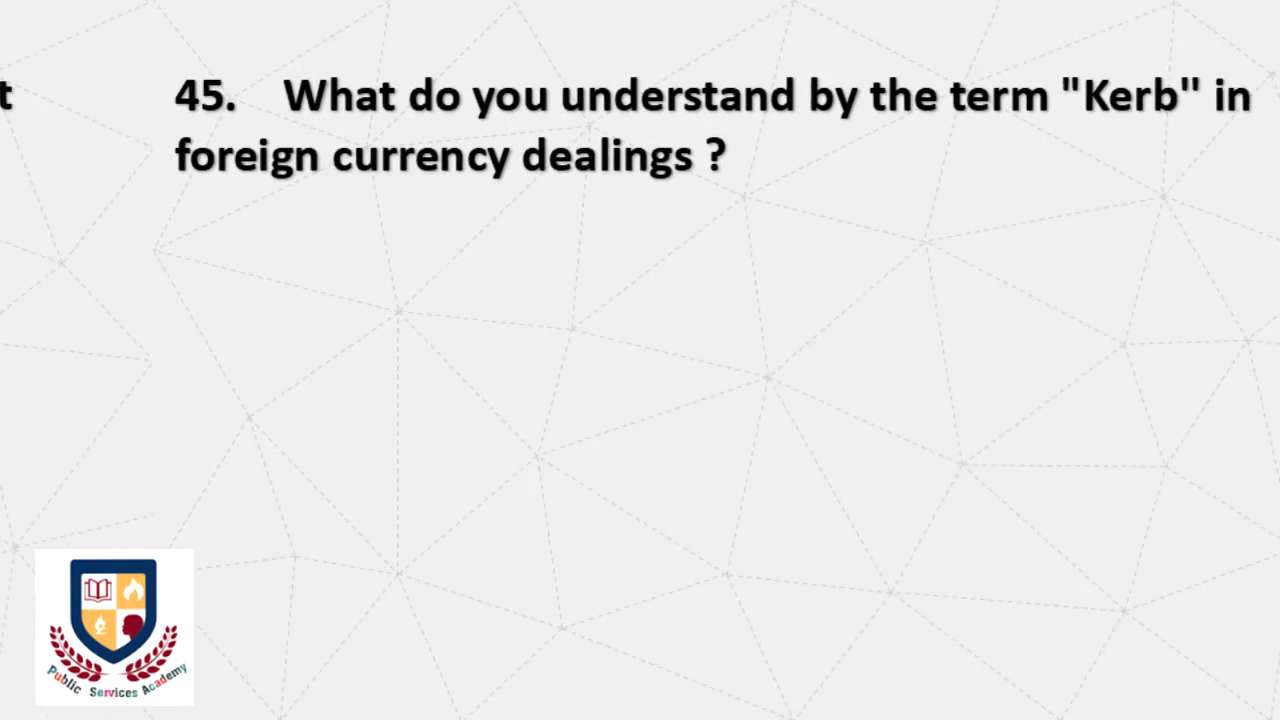 t
45. What do you understand by the term "Kerb" in
foreign currency dealings ?
Public Services Academy